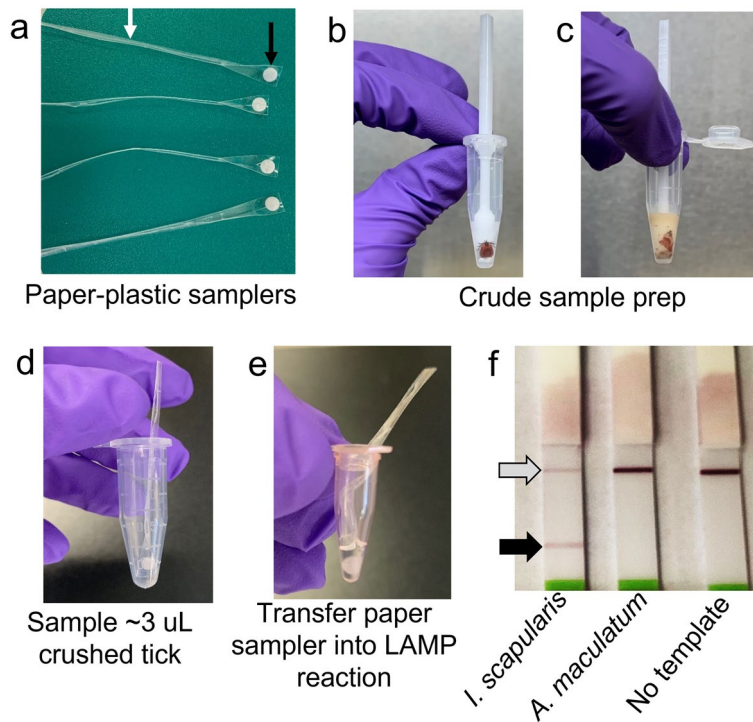 a
b
c
Paper-plastic samplers
Crude sample prep
d
e
f
Sample ~3 uL
crushed tick
Transfer paper
sampler into LAMP
reaction
I. scapularis
A. maculatum
No template